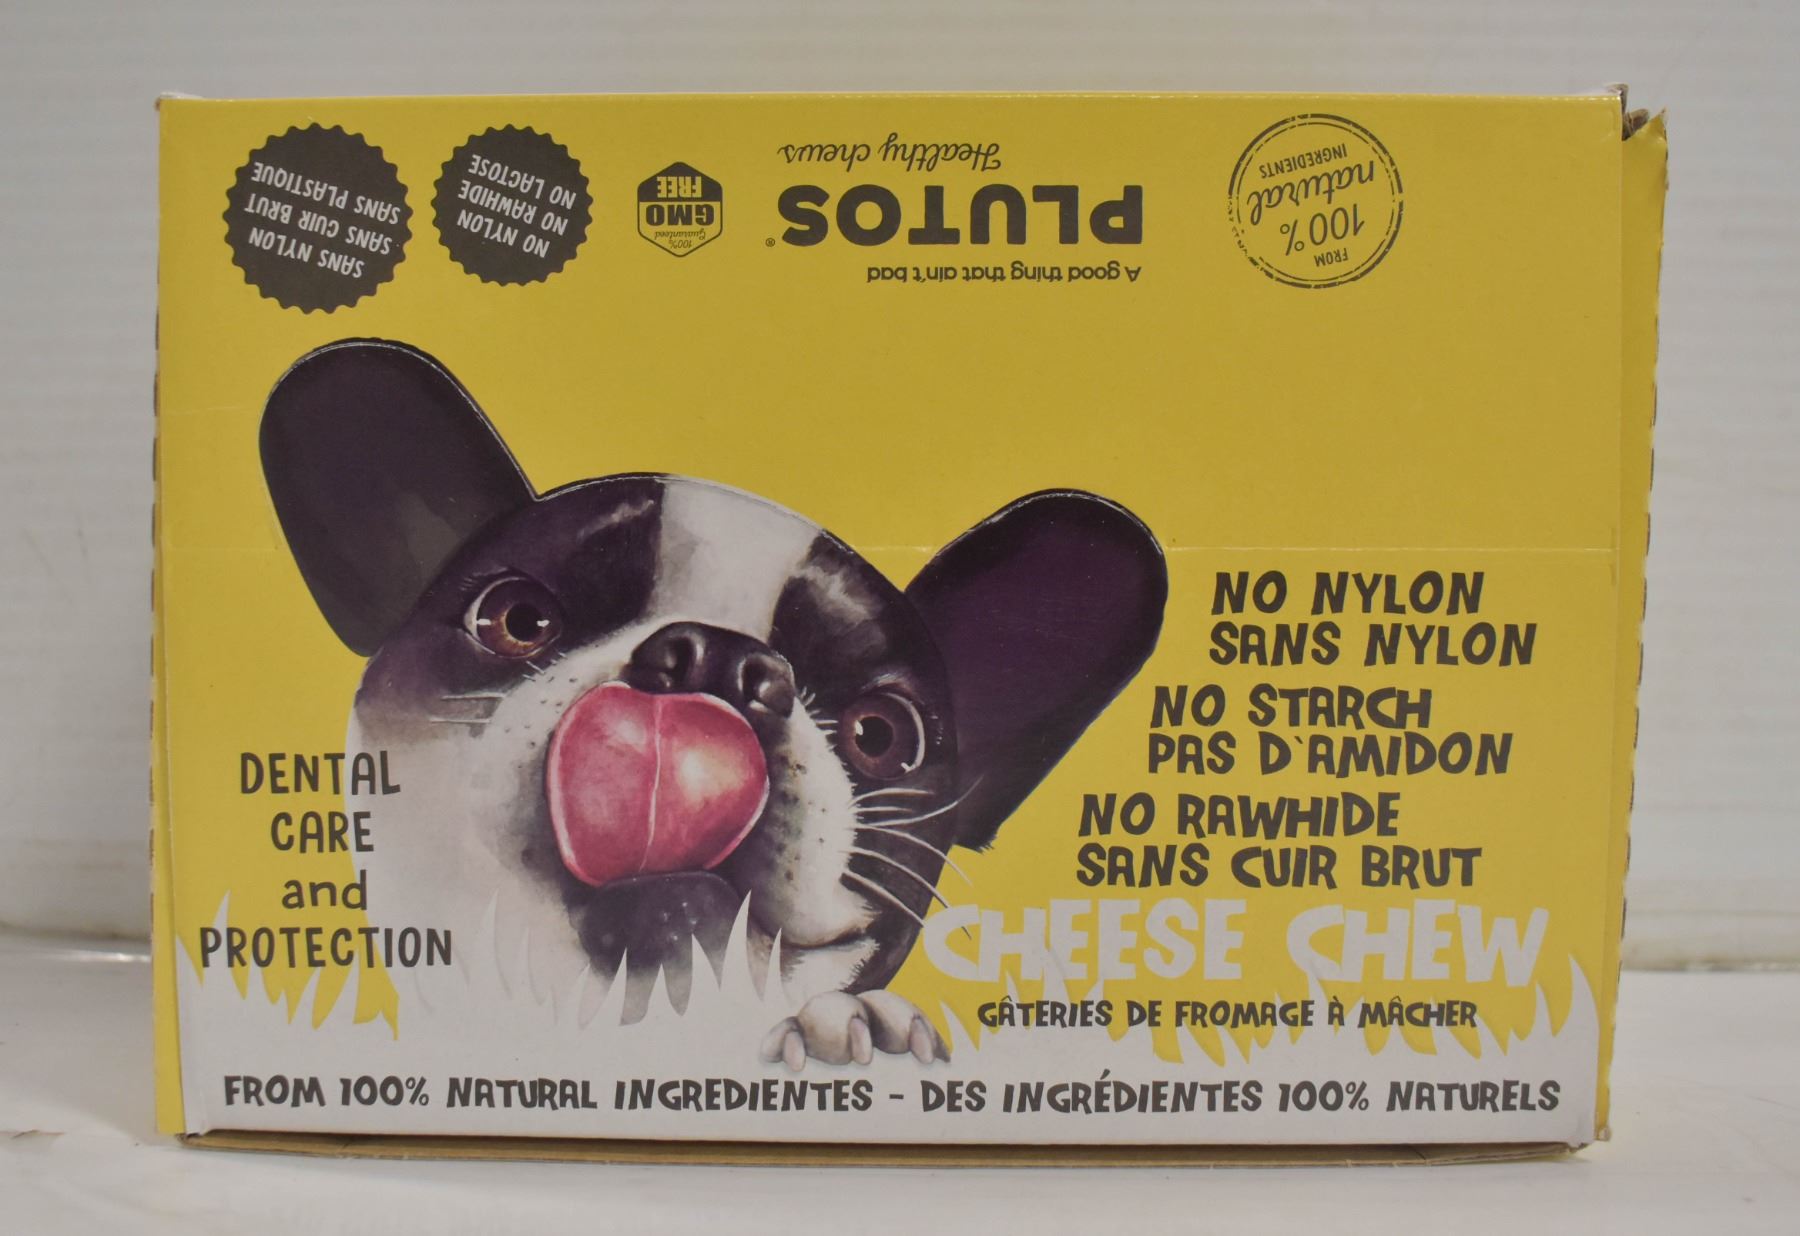 SANS NYLON
SANS CUIR BRUT
SANS PLASTIQUE
NO NYLON
NO RAWHIDE
NO LACTOSE
100%
Guaranteed
GMO
FREE
A good thing that ain't bad
PLUTOS®
Healthy chews
FROM
100%
natural
INGREDIENTS
NO NYLON
SANS NYLON
NO STARCH
PAS D'AMIDON
NO RAWHIDE
SANS CUIR BRUT
DENTAL
CARE
and
PROTECTION
CHEESE CHEW
GÂTERIES DE FROMAGE À MÂCHER
FROM 100% NATURAL INGREDIENTES - DES INGRÉDIENTES 100% NATURELS